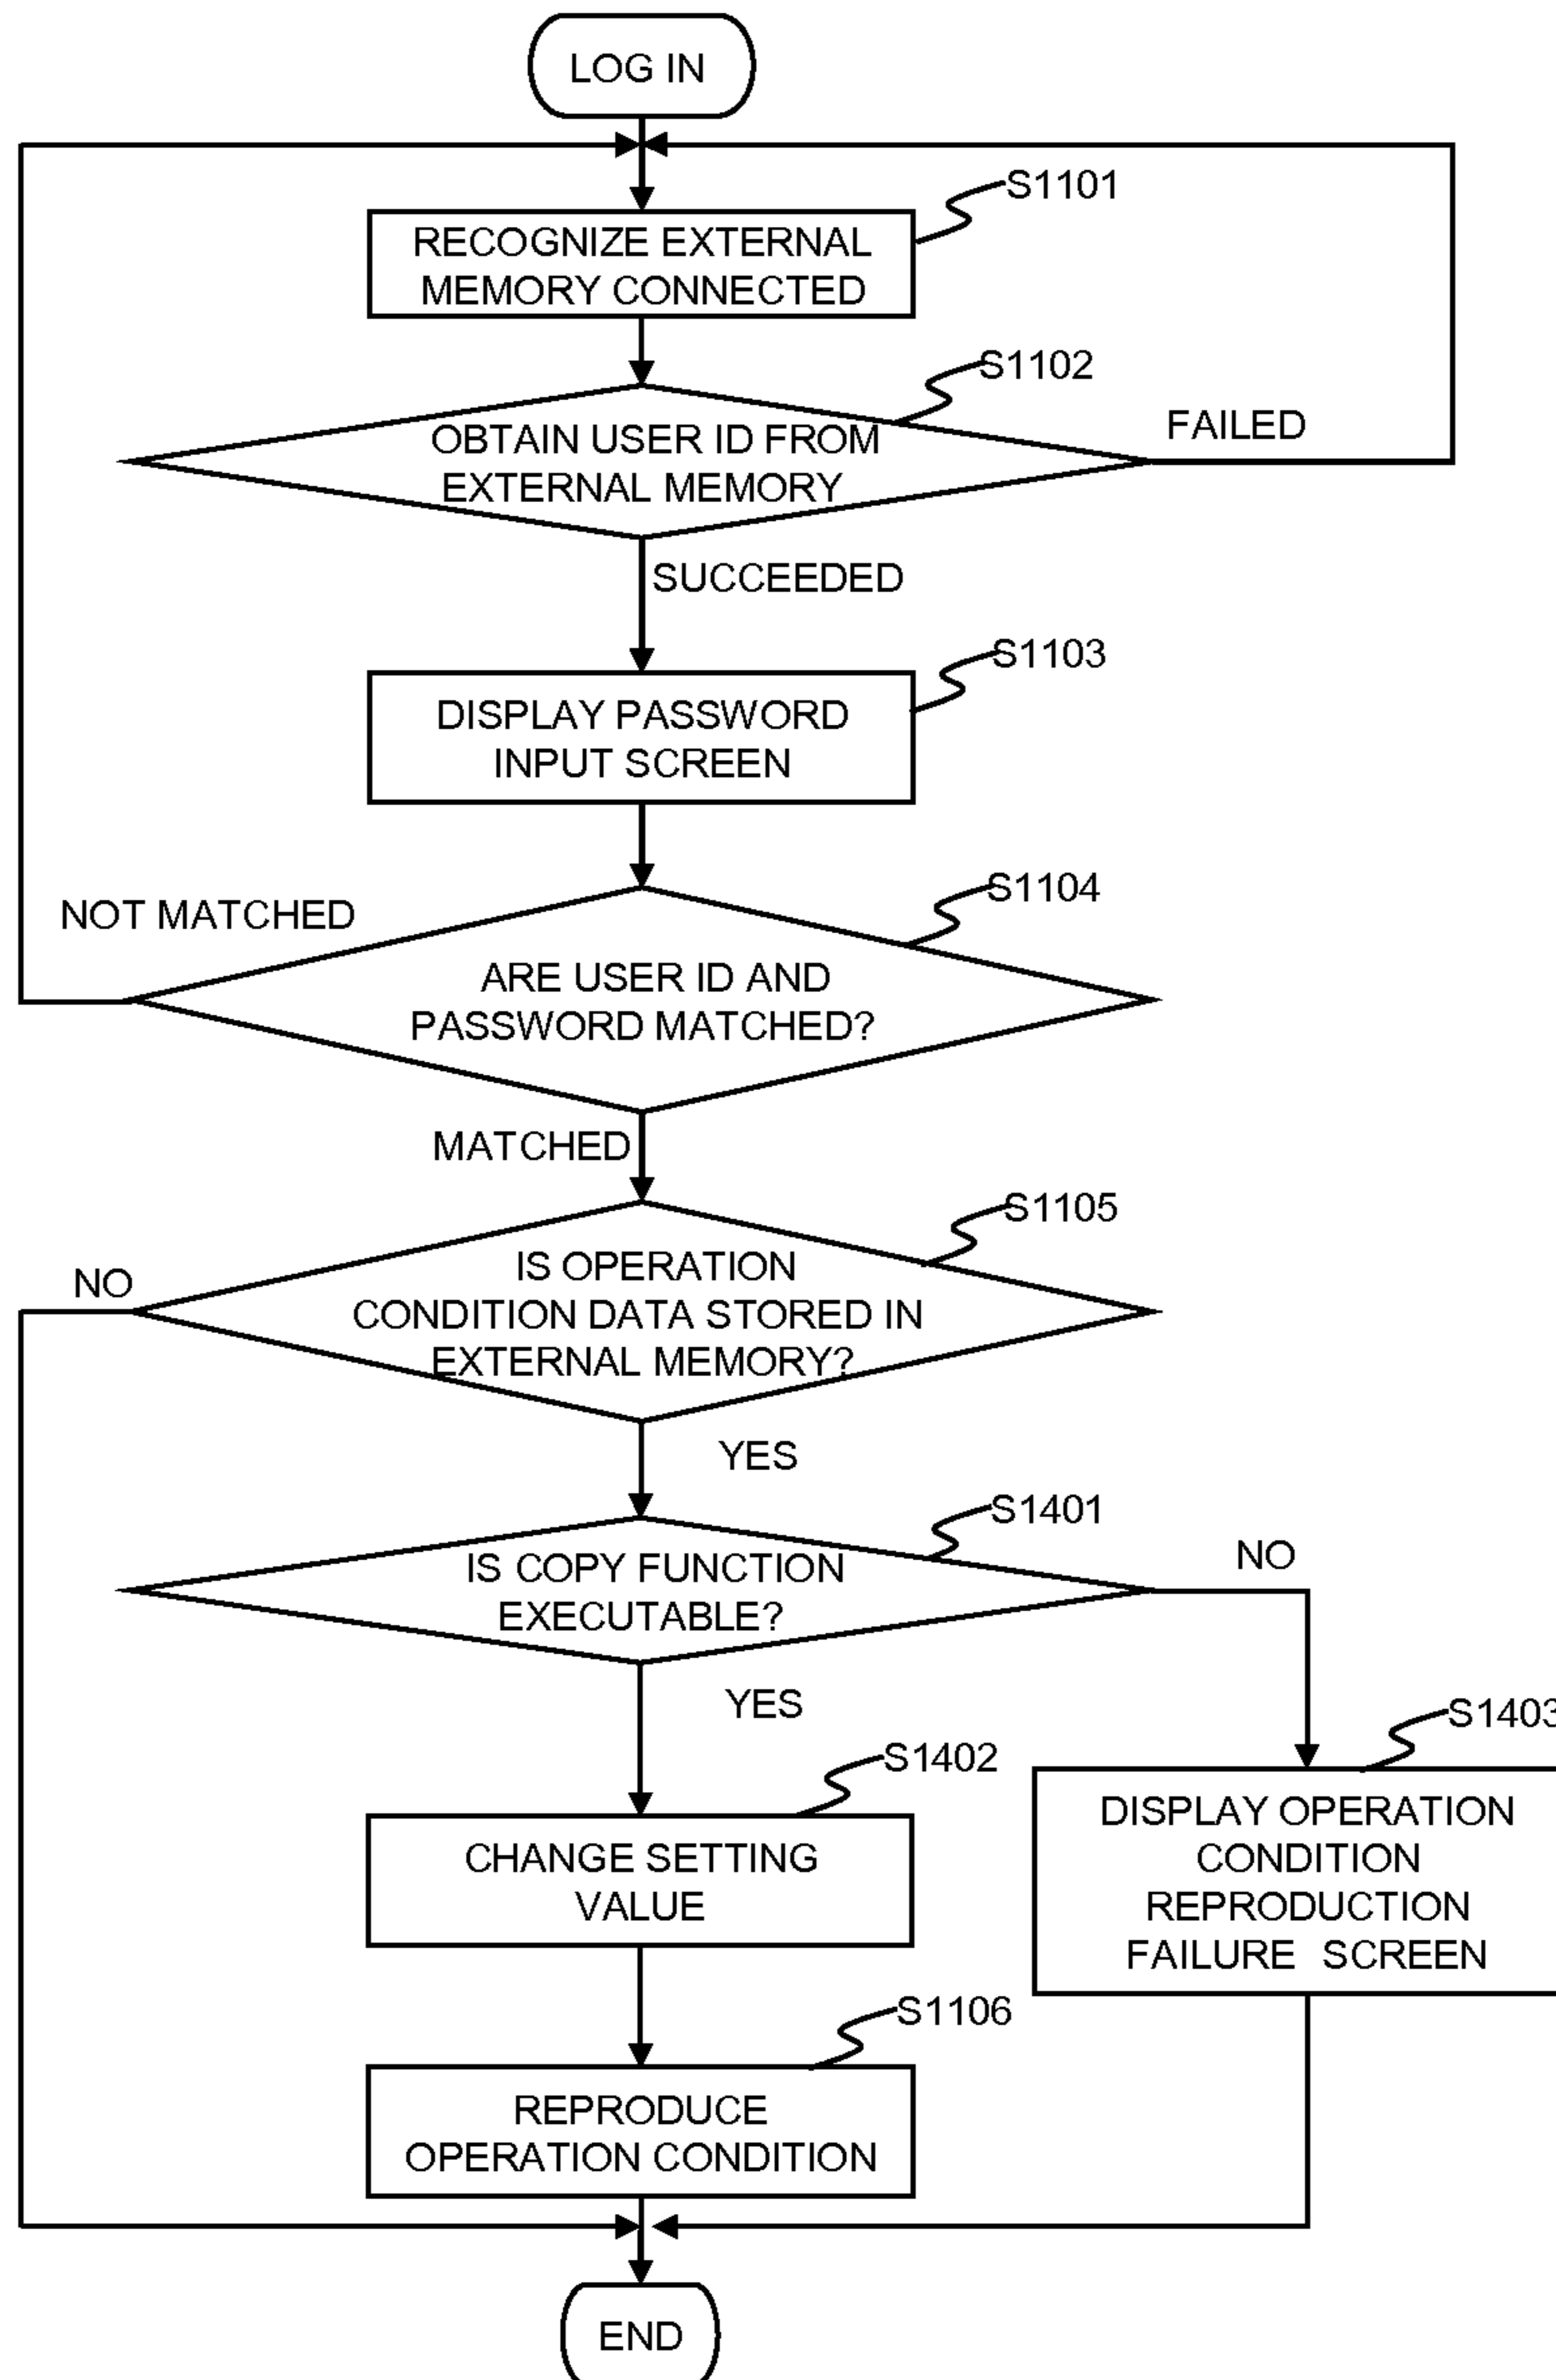 LOG IN
S1101
RECOGNIZE EXTERNAL
MEMORY CONNECTED
S1102
FAILED
OBTAIN USER ID FROM
EXTERNAL MEMORY
SUCCEEDED
S1103
DISPLAY PASSWORD
INPUT SCREEN
S1104
NOT MATCHED
ARE USER ID AND
PASSWORD MATCHED?
MATCHED
S1105
NO
IS OPERATION
CONDITION DATA STORED IN
EXTERNAL MEMORY?
YES
S1401
NO
IS COPY FUNCTION
EXECUTABLE?
YES
S1403
S1402
DISPLAY OPERATION
CONDITION
REPRODUCTION
FAILURE SCREEN
CHANGE SETTING
VALUE
S1106
REPRODUCE
OPERATION CONDITION
END